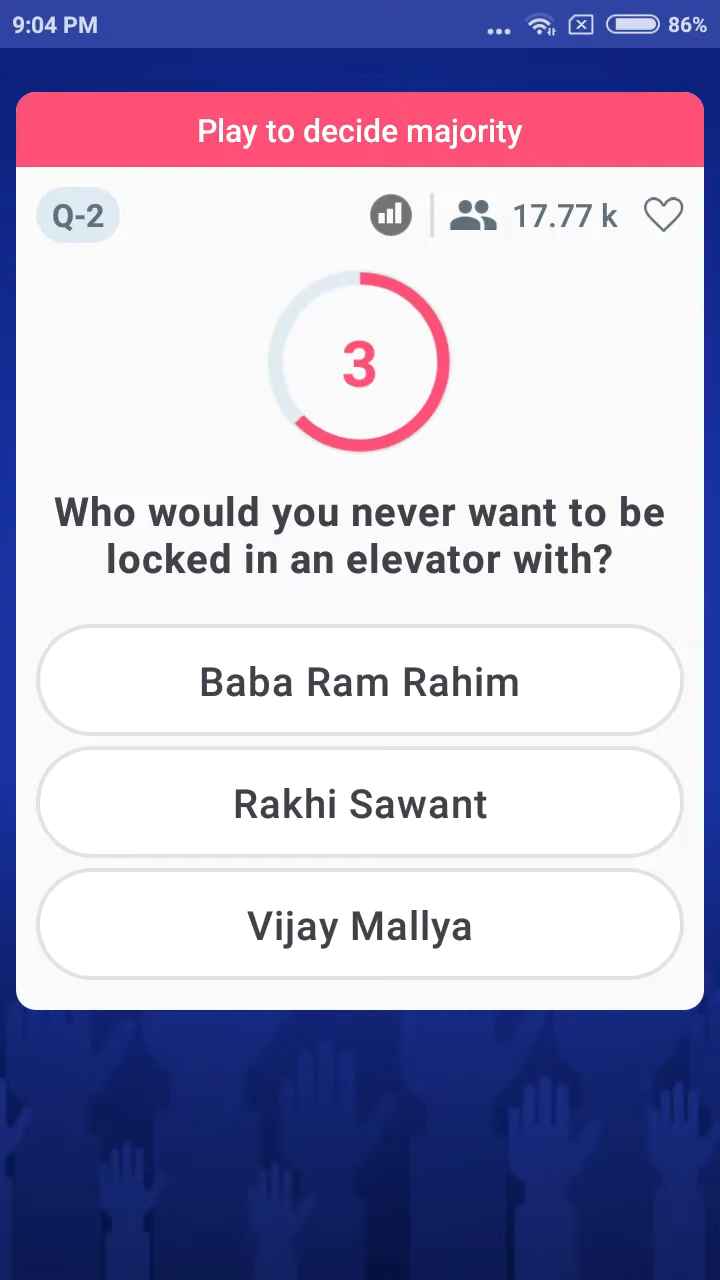 9:04 PM 86%
Play to decide majority
Q-2 17.77 k
3
Who would you never want to be
locked in an elevator with?
Baba Ram Rahim
Rakhi Sawant
Vijay Mallya